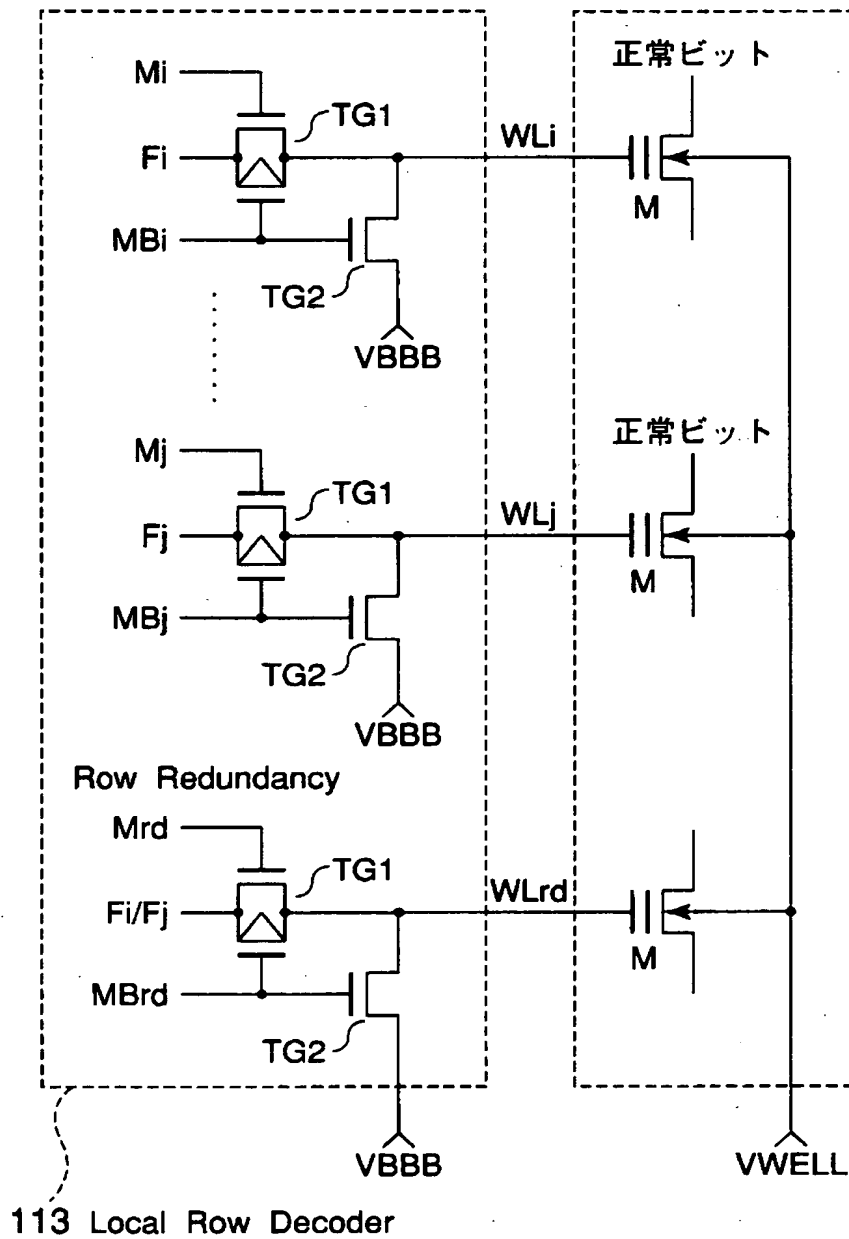 正常ビット
Mi
TG1
Fi
WLi
M
MBi
TG2
VBBB
正常ビット
Mj
TG1
Fj
WLj
M
MBj
TG2
VBBB
Row Redundancy
Mrd
TG1
Fi/Fj
WLrd
M
MBrd
TG2
VBBB
VWELL
113 Local Row Decoder